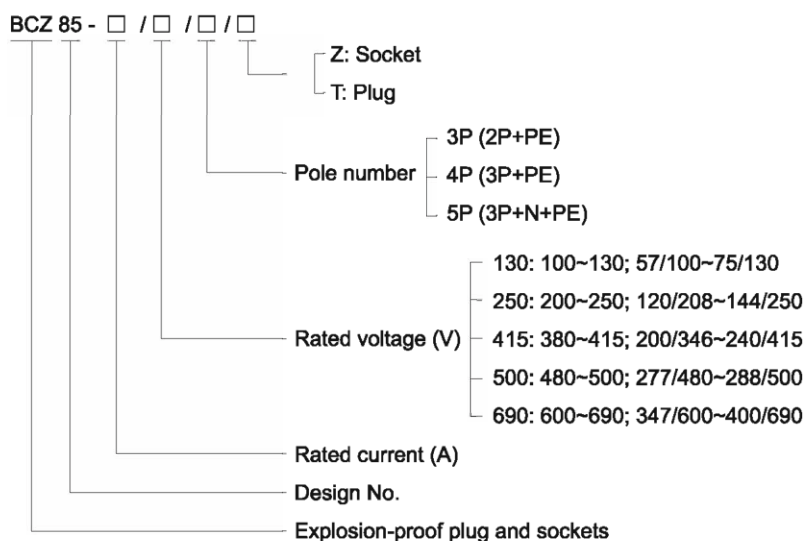 BCZ 85 - □ / □ / □ / □
Z: Socket
T: Plug
Pole number
3P (2P+PE)
4P (3P+PE)
5P (3P+N+PE)
Rated voltage (V)
130: 100~130; 57/100~75/130
250: 200~250; 120/208~144/250
415: 380~415; 200/346~240/415
500: 480~500; 277/480~288/500
690: 600~690; 347/600~400/690
Rated current (A)
Design No.
Explosion-proof plug and sockets